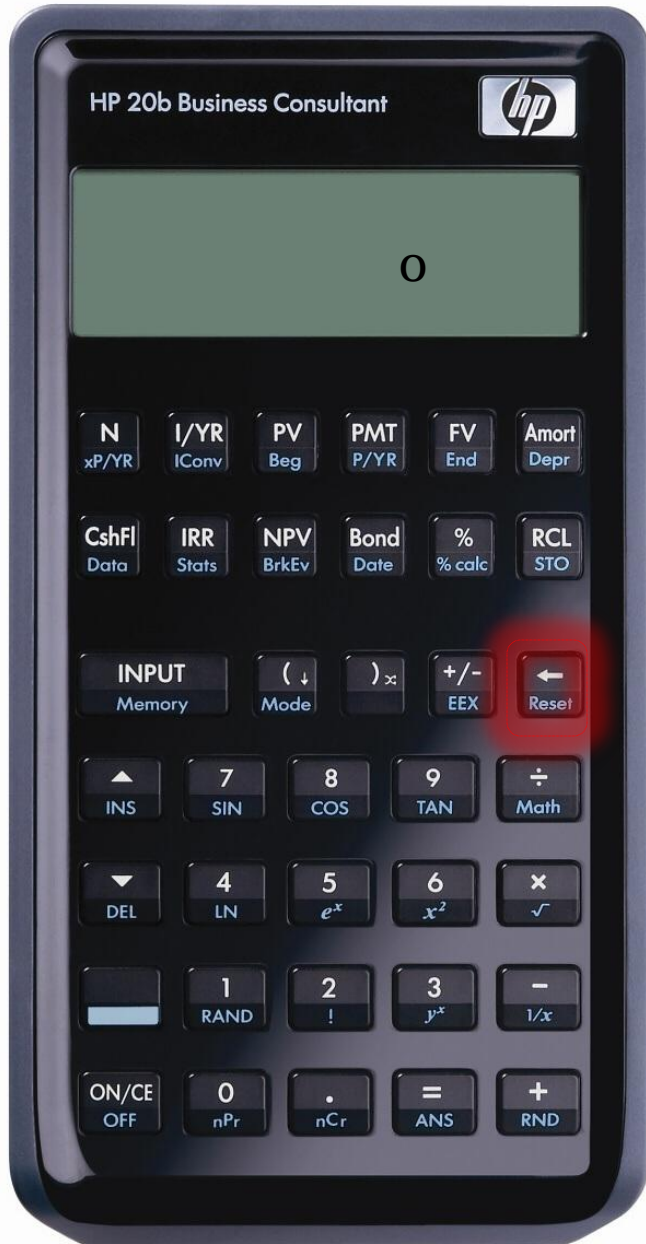 HP 20b Business Consultant hp
o
N I/YR PV PMT FV Amort
xP/YR IConv Beg P/YR End Depr
CshFl IRR NPV Bond % RCL
Data Stats BrkEv Date % calc STO
INPUT ( ↓ ) x +/- ←
Memory Mode EEX Reset
▲ 7 8 9 ÷
INS SIN COS TAN Math
▼ 4 5 6 ×
DEL LN eˣ x² √
1 2 3 −
RAND ! yˣ 1/x
ON/CE 0 . = +
OFF nPr nCr ANS RND